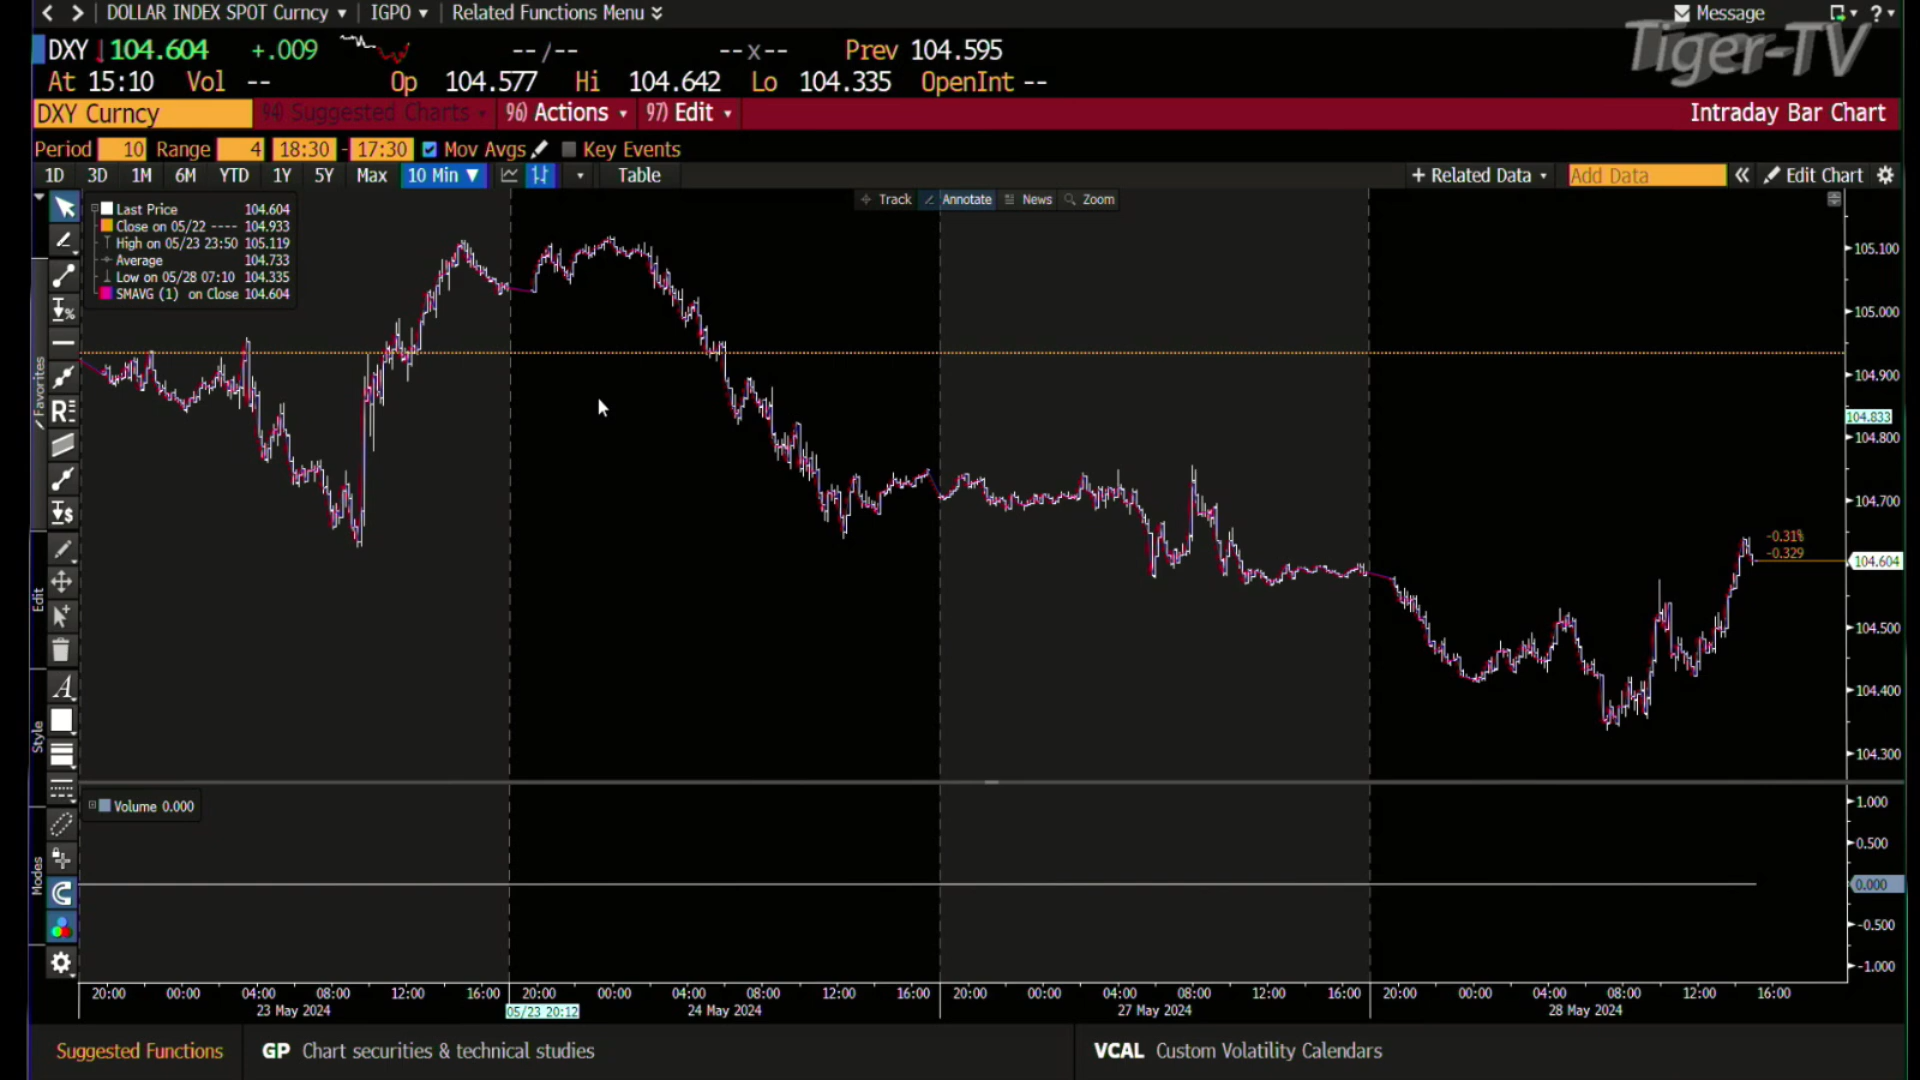 DOLLAR INDEX SPOT Curncy
IGPO
Related Functions Menu
Message
?
Tiger-TV
DXY 104.604 +.009 --/-- --x-- Prev 104.595
At 15:10 Vol -- Op 104.577 Hi 104.642 Lo 104.335 OpenInt --
DXY Curncy 94) Suggested Charts 96) Actions 97) Edit Intraday Bar Chart
Period 10 Range 4 18:30 - 17:30 Mov Avgs Key Events
1D 3D 1M 6M YTD 1Y 5Y Max 10 Min Table + Related Data Add Data « Edit Chart
Track Annotate News Zoom
Last Price 104.604
Close on 05/22 ---- 104.933
High on 05/23 23:50 105.119
Average 104.733
Low on 05/28 07:10 104.335
SMAVG (1) on Close 104.604
Favorites
Edit
Style
Modes
%
R
$
A
105.100
105.000
104.900
104.833
104.800
104.700
-0.31%
-0.329
104.604
104.500
104.400
104.300
Volume 0.000
1.000
0.500
0.000
-0.500
-1.000
20:00 00:00 04:00 08:00 12:00 16:00 20:00 00:00 04:00 08:00 12:00 16:00 20:00 00:00 04:00 08:00 12:00 16:00 20:00 00:00 04:00 08:00 12:00 16:00
23 May 2024 05/23 20:12 24 May 2024 27 May 2024 28 May 2024
Suggested Functions GP Chart securities & technical studies VCAL Custom Volatility Calendars